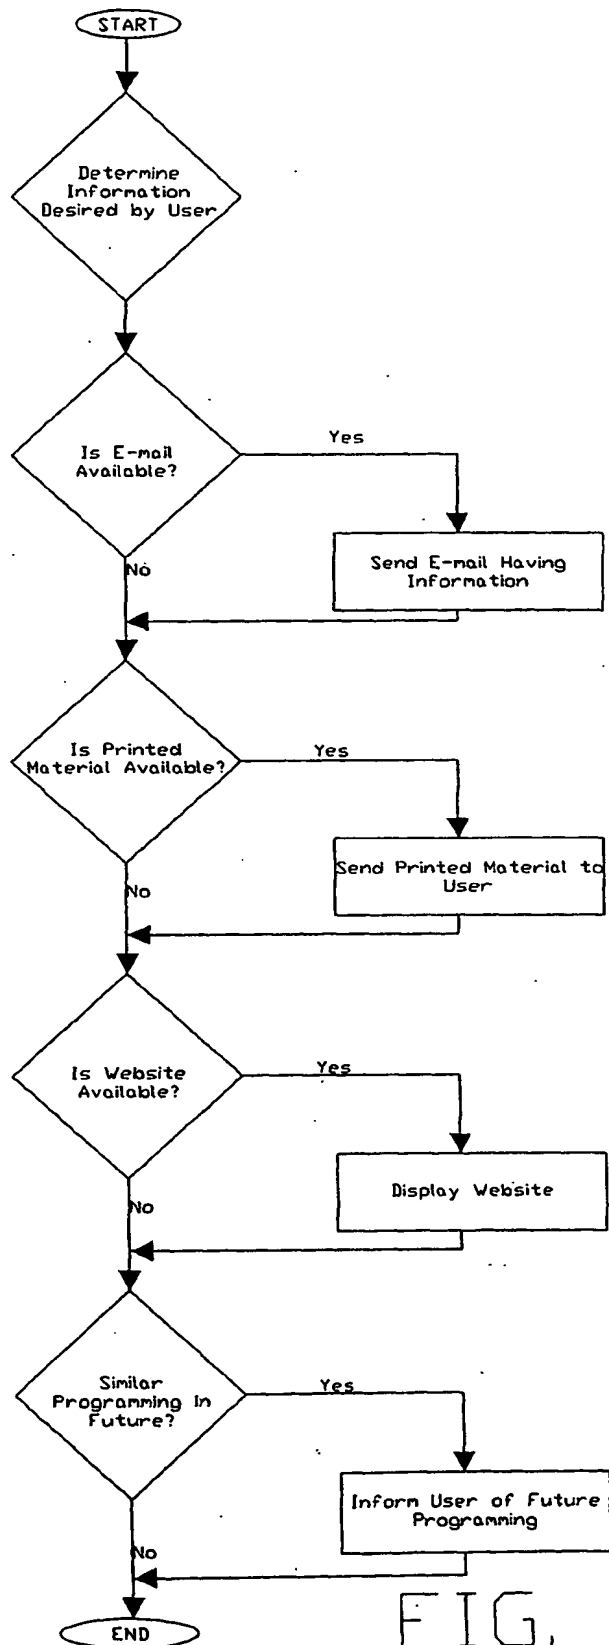 START
Determine
Information
Desired by User
Is E-mail
Available?
Yes
Send E-mail Having
Information
No
Is Printed
Material Available?
Yes
Send Printed Material to
User
No
Is Website
Available?
Yes
Display Website
No
Similar
Programming In
Future?
Yes
Inform User of Future
Programming
No
END
FIG.